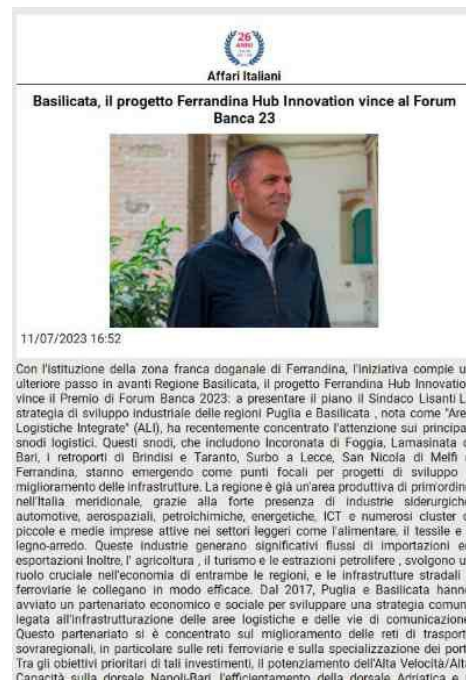 26
ANNI
Affari Italiani
Basilicata, il progetto Ferrandina Hub Innovation vince al Forum
Banca 23
11/07/2023 16:52
Con l'istituzione della zona franca doganale di Ferrandina, l'iniziativa compie u
ulteriore passo in avanti Regione Basilicata, il progetto Ferrandina Hub Innovatio
vince il Premio di Forum Banca 2023: a presentare il piano il Sindaco Lisanti L
strategia di sviluppo industriale delle regioni Puglia e Basilicata , nota come "Are
Logistiche Integrate" (ALI), ha recentemente concentrato l'attenzione sui principa
snodi logistici. Questi snodi, che includono Incoronata di Foggia, Lamasinata d
Bari, i retroporti di Brindisi e Taranto, Surbo a Lecce, San Nicola di Melfi
Ferrandina, stanno emergendo come punti focali per progetti di sviluppo
miglioramento delle infrastrutture. La regione è già un'area produttiva di prim'ordin
nell'Italia meridionale, grazie alla forte presenza di industrie siderurgich
automotive, aerospaziali, petrolchimiche, energetiche, ICT e numerosi cluster d
piccole e medie imprese attive nei settori leggeri come l'alimentare, il tessile e
legno-arredo. Queste industrie generano significativi flussi di importazioni e
esportazioni Inoltre, l' agricoltura , il turismo e le estrazioni petrolifere , svolgono u
ruolo cruciale nell'economia di entrambe le regioni, e le infrastrutture stradali
ferroviarie le collegano in modo efficace. Dal 2017, Puglia e Basilicata hann
avviato un partenariato economico e sociale per sviluppare una strategia comun
legata all'infrastrutturazione delle aree logistiche e delle vie di comunicazione
Questo partenariato si è concentrato sul miglioramento delle reti di trasport
sovraregionali, in particolare sulle reti ferroviarie e sulla specializzazione dei port
Tra gli obiettivi prioritari di tali investimenti, il potenziamento dell'Alta Velocità/Alt
Capacità sulla dorsale Napoli-Bari, l'efficientamento della dorsale Adriatica e